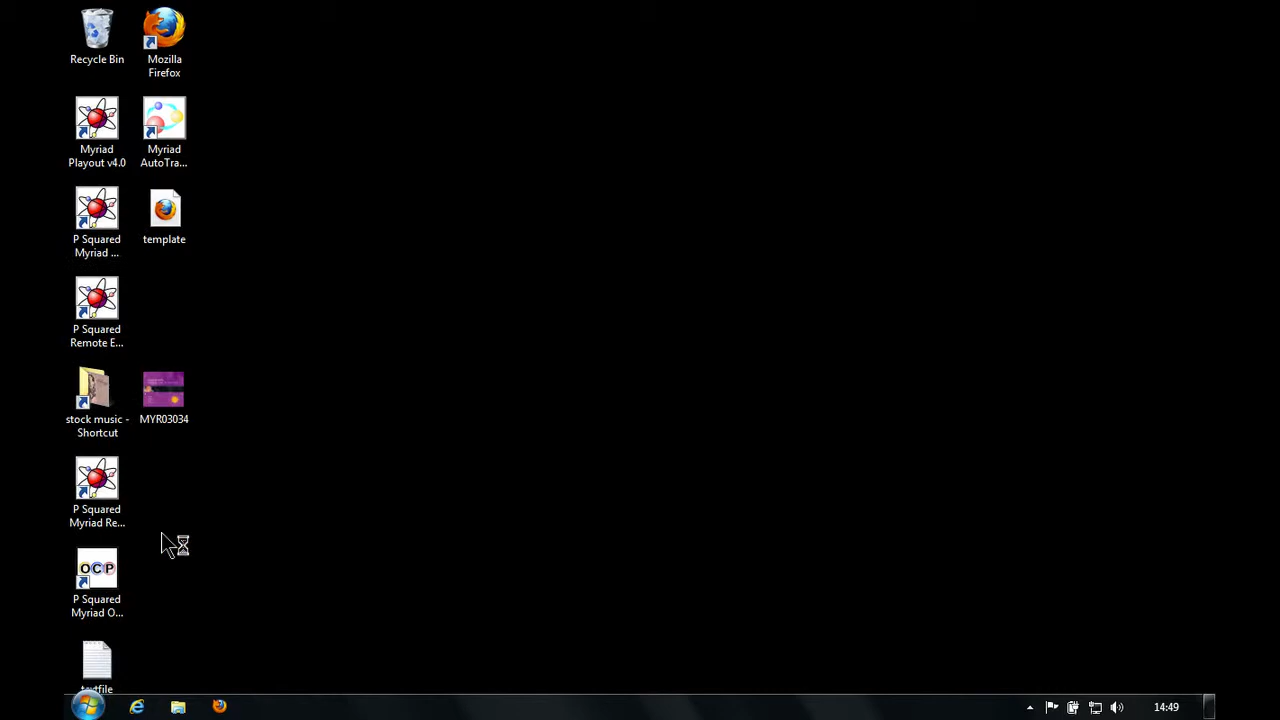 Recycle Bin
Mozilla
Firefox
Myriad
Playout v4.0
Myriad
AutoTra...
P Squared
Myriad ...
template
P Squared
Remote E...
stock music -
Shortcut
MYR03034
P Squared
Myriad Re...
OCP
P Squared
Myriad O...
textfile
14:49